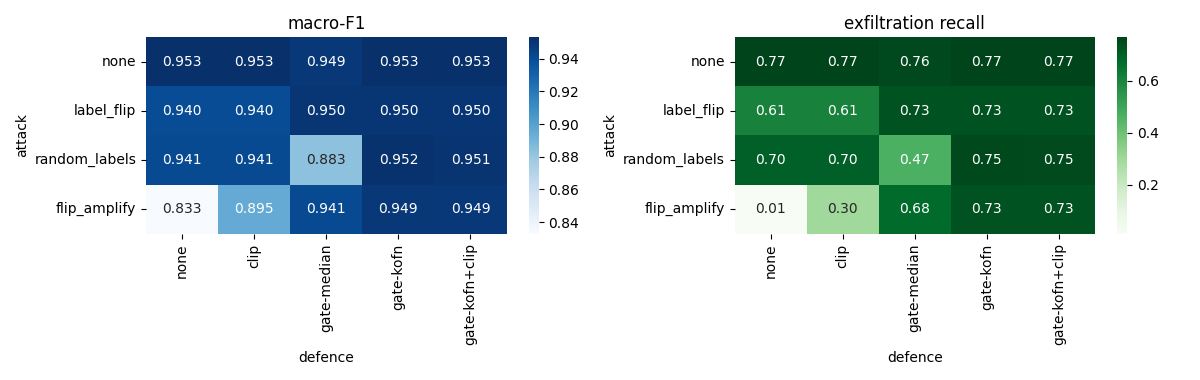 macro-F1
attack
none
label_flip
random_labels
flip_amplify
0.953 0.953 0.949 0.953 0.953
0.940 0.940 0.950 0.950 0.950
0.941 0.941 0.883 0.952 0.951
0.833 0.895 0.941 0.949 0.949
none
clip
gate-median
gate-kofn
gate-kofn+clip
defence
0.94
0.92
0.90
0.88
0.86
0.84
exfiltration recall
attack
none
label_flip
random_labels
flip_amplify
0.77 0.77 0.76 0.77 0.77
0.61 0.61 0.73 0.73 0.73
0.70 0.70 0.47 0.75 0.75
0.01 0.30 0.68 0.73 0.73
none
clip
gate-median
gate-kofn
gate-kofn+clip
defence
0.6
0.4
0.2